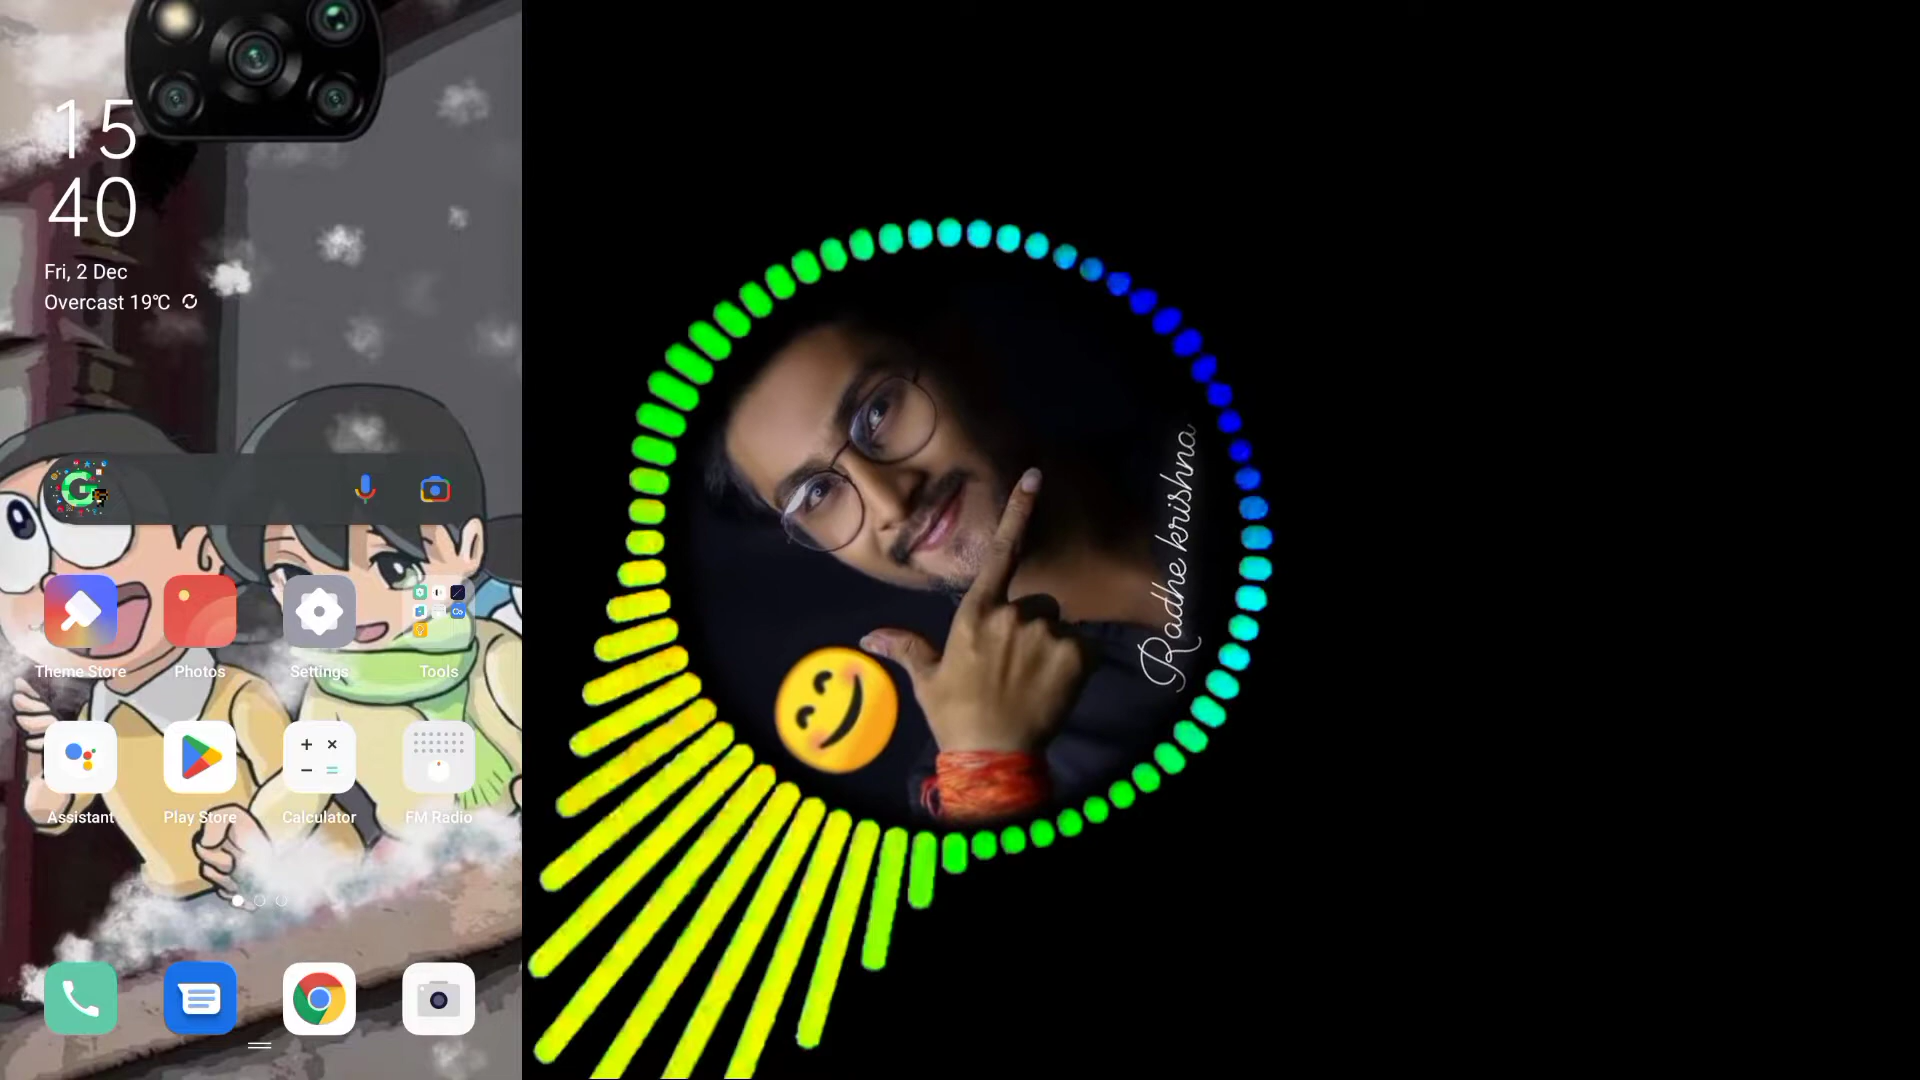 15
40
Fri, 2 Dec
Overcast 19℃
Theme Store
Photos
Settings
Tools
Assistant
Play Store
Calculator
FM Radio
Radhe krishna